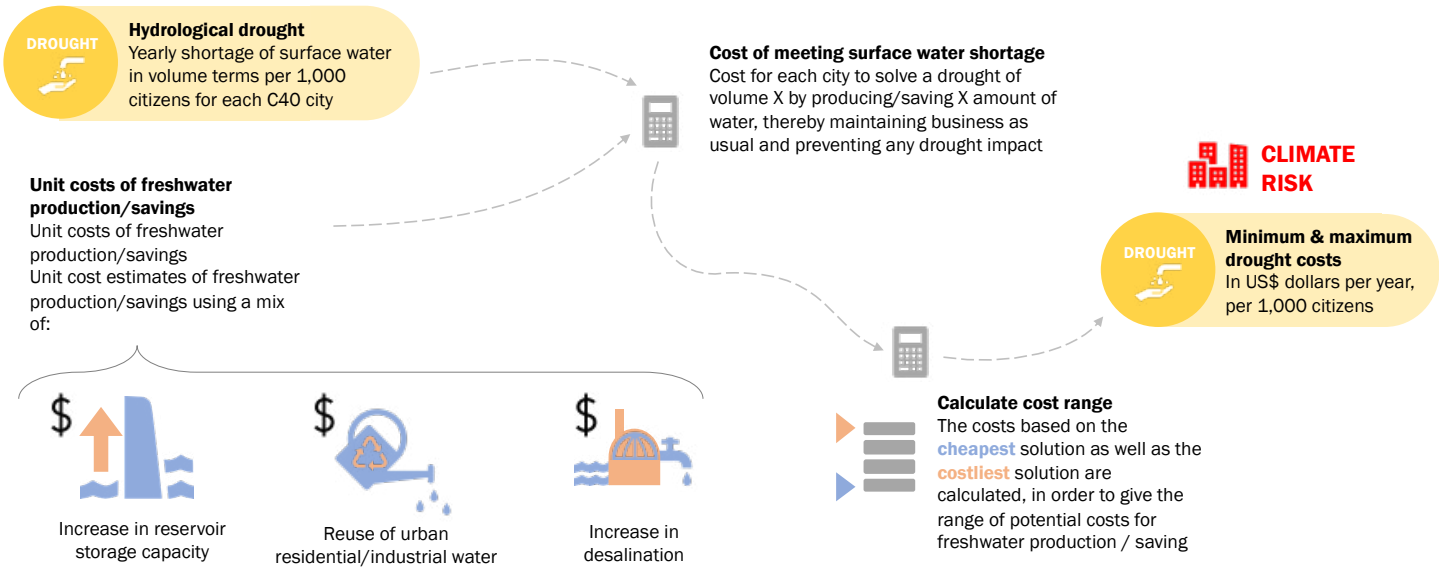 DROUGHT
Hydrological drought
Yearly shortage of surface water
in volume terms per 1,000
citizens for each C40 city
Unit costs of freshwater
production/savings
Unit costs of freshwater
production/savings
Unit cost estimates of freshwater
production/savings using a mix
of:
$
Increase in reservoir
storage capacity
$
Reuse of urban
residential/industrial water
$
Increase in
desalination
Cost of meeting surface water shortage
Cost for each city to solve a drought of
volume X by producing/saving X amount of
water, thereby maintaining business as
usual and preventing any drought impact
Calculate cost range
The costs based on the
cheapest solution as well as the
costliest solution are
calculated, in order to give the
range of potential costs for
freshwater production / saving
CLIMATE
RISK
DROUGHT
Minimum & maximum
drought costs
In US$ dollars per year,
per 1,000 citizens